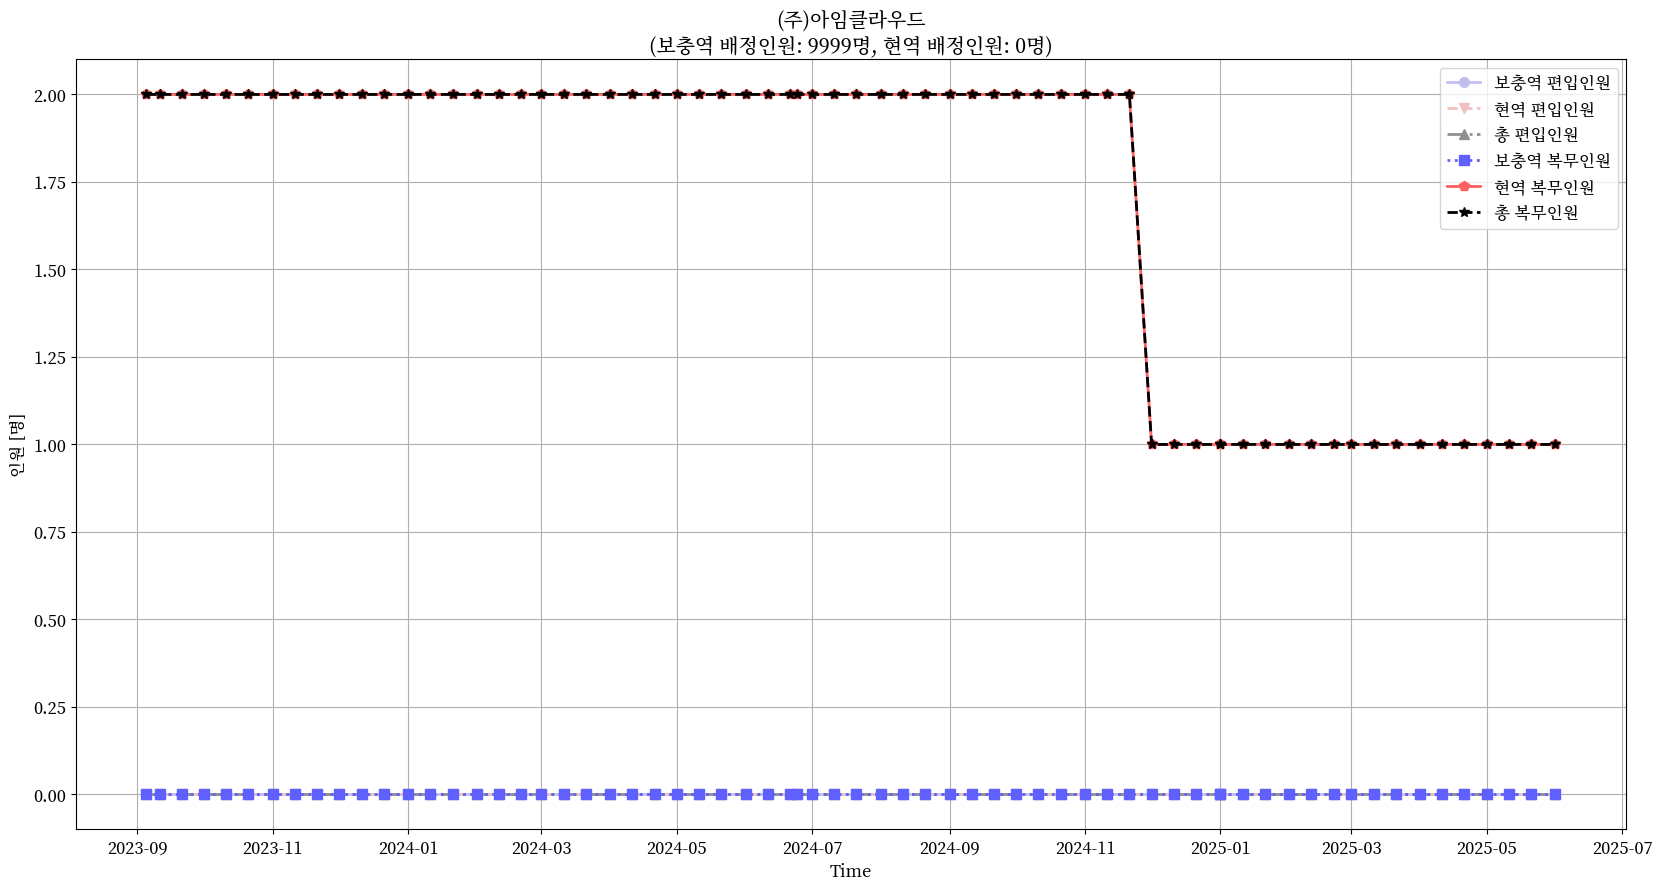 (주)아임클라우드
(보충역 배정인원: 9999명, 현역 배정인원: 0명)
보충역 편입인원
현역 편입인원
총 편입인원
보충역 복무인원
현역 복무인원
총 복무인원
인원 [명]
2.00
1.75
1.50
1.25
1.00
0.75
0.50
0.25
0.00
2023-09 2023-11 2024-01 2024-03 2024-05 2024-07 2024-09 2024-11 2025-01 2025-03 2025-05 2025-07
Time